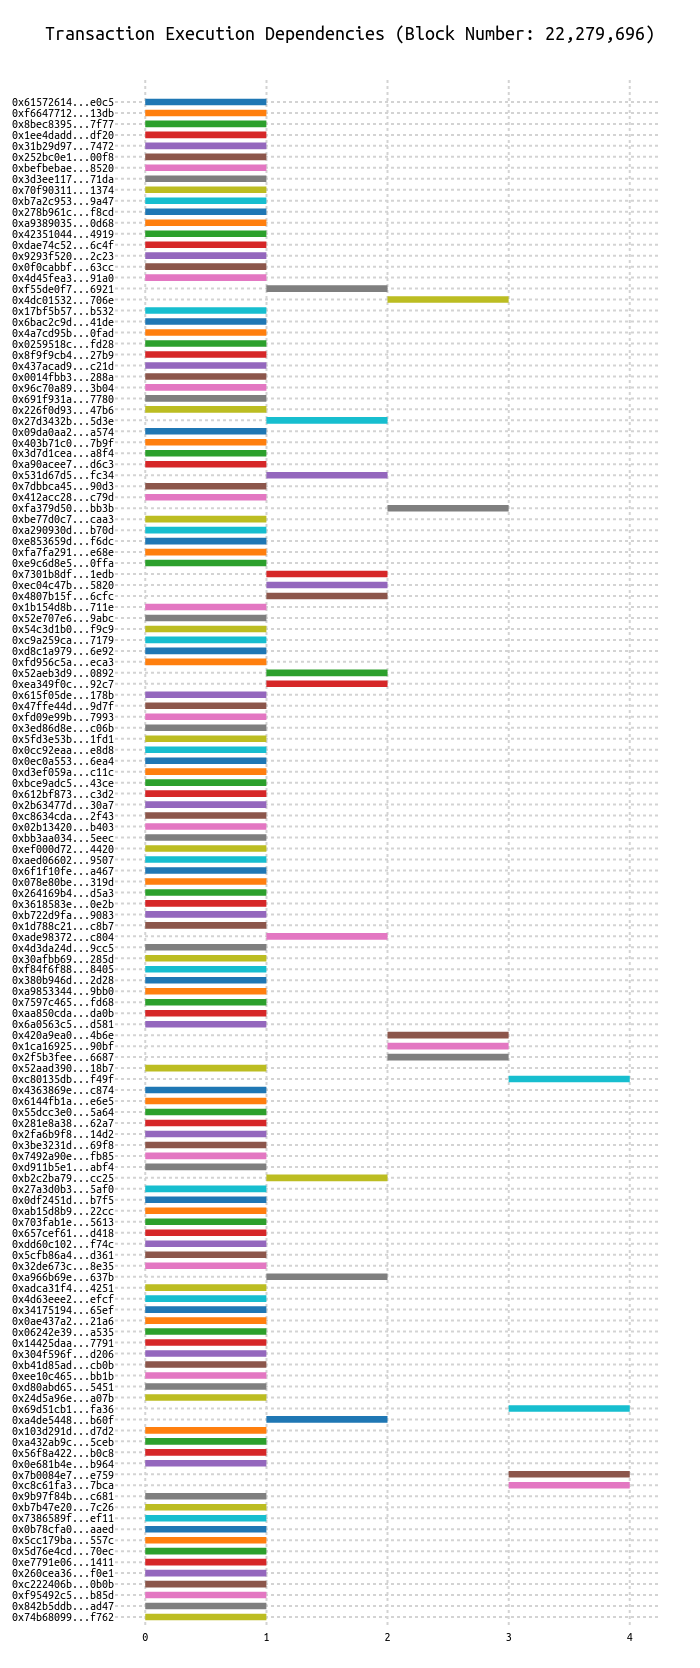 Transaction Execution Dependencies (Block Number: 22,279,696)
0x61572614...e0c5
0xf6647712...13db
0x8bec8395...7f77
0x1ee4dadd...df20
0x31b29d97...7472
0x252bc0e1...00f8
0xbefbebae...8520
0x3d3ee117...71da
0x70f90311...1374
0xb7a2c953...9a47
0x278b961c...f8cd
0xa9389035...0d68
0x42351044...4919
0xdae74c52...6c4f
0x9293f520...2c23
0x0f0cabbf...63cc
0x4d45fea3...91a0
0xf55de0f7...6921
0x4dc01532...706e
0x17bf5b57...b532
0x6bac2c9d...41de
0x4a7cd95b...0fad
0x0259518c...fd28
0x8f9f9cb4...27b9
0x437acad9...c21d
0x0014fbb3...288a
0x96c70a89...3b04
0x691f931a...7780
0x226f0d93...47b6
0x27d3432b...5d3e
0x09da0aa2...a574
0x403b71c0...7b9f
0x3d7d1cea...a8f4
0xa90acee7...d6c3
0x531d67d5...fc34
0x7dbbca45...90d3
0x412acc28...c79d
0xfa379d50...bb3b
0xbe77d0c7...caa3
0xa290930d...b70d
0xe853659d...f6dc
0xfa7fa291...e68e
0xe9c6d8e5...0ffa
0x7301b8df...1edb
0xec04c47b...5820
0x4807b15f...6cfc
0x1b154d8b...711e
0x52e707e6...9abc
0x54c3d1b0...f9c9
0xc9a259ca...7179
0xd8c1a979...6e92
0xfd956c5a...eca3
0x52aeb3d9...0892
0xea349f0c...92c7
0x615f05de...178b
0x47ffe44d...9d7f
0xfd09e99b...7993
0x3ed86d8e...c06b
0x5fd3e53b...1fd1
0x0cc92eaa...e8d8
0x0ec0a553...6ea4
0xd3ef059a...c11c
0xbce9adc5...43ce
0x612bf873...c3d2
0x2b63477d...30a7
0xc8634cda...2f43
0x02b13420...b403
0xbb3aa034...5eec
0xef000d72...4420
0xaed06602...9507
0x6f1f10fe...a467
0x078e80be...319d
0x264169b4...d5a3
0x3618583e...0e2b
0xb722d9fa...9083
0x1d788c21...c8b7
0xade98372...c804
0x4d3da24d...9cc5
0x30afbb69...285d
0xf84f6f88...8405
0x380b946d...2d28
0xa9853344...9bb0
0x7597c465...fd68
0xaa850cda...da0b
0x6a0563c5...d581
0x420a9ea0...4b6e
0x1ca16925...90bf
0x2f5b3fee...6687
0x52aad390...18b7
0xc80135db...f49f
0x4363869e...c874
0x6144fb1a...e6e5
0x55dcc3e0...5a64
0x281e8a38...62a7
0x2fa6b9f8...14d2
0x3be3231d...69f8
0x7492a90e...fb85
0xd911b5e1...abf4
0xb2c2ba79...cc25
0x27a3d0b3...5af0
0x0df2451d...b7f5
0xab15d8b9...22cc
0x703fab1e...5613
0x657cef61...d418
0xdd60c102...f74c
0x5cfb86a4...d361
0x32de673c...8e35
0xa966b69e...637b
0xadca31f4...4251
0x4d63eee2...efcf
0x34175194...65ef
0x0ae437a2...21a6
0x06242e39...a535
0x14425daa...7791
0x304f596f...d206
0xb41d85ad...cb0b
0xee10c465...bb1b
0xd80abd65...5451
0x24d5a96e...a07b
0x69d51cb1...fa36
0xa4de5448...b60f
0x103d291d...d7d2
0xa432ab9c...5ceb
0x56f8a422...b0c8
0x0e681b4e...b964
0x7b0084e7...e759
0xc8c61fa3...7bca
0x9b97f84b...c681
0xb7b47e20...7c26
0x7386589f...ef11
0x0b78cfa0...aaed
0x5cc179ba...557c
0x5d76e4cd...70ec
0xe7791e06...1411
0x260cea36...f0e1
0xc222406b...0b0b
0xf95492c5...b85d
0x842b5ddb...ad47
0x74b68099...f762
0 1 2 3 4